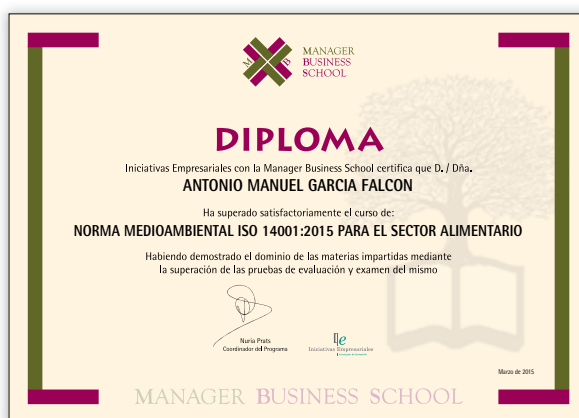 M B
MANAGER
BUSINESS
SCHOOL
DIPLOMA
Iniciativas Empresariales con la Manager Business School certifica que D. / Dña.
ANTONIO MANUEL GARCIA FALCON
Ha superado satisfactoriamente el curso de:
NORMA MEDIOAMBIENTAL ISO 14001:2015 PARA EL SECTOR ALIMENTARIO
Habiendo demostrado el dominio de las materias impartidas mediante
la superación de las pruebas de evaluación y examen del mismo
Nuria Prats
Coordinador del Programa
Ie
Iniciativas Empresariales
Marzo de 2015
MANAGER BUSINESS SCHOOL